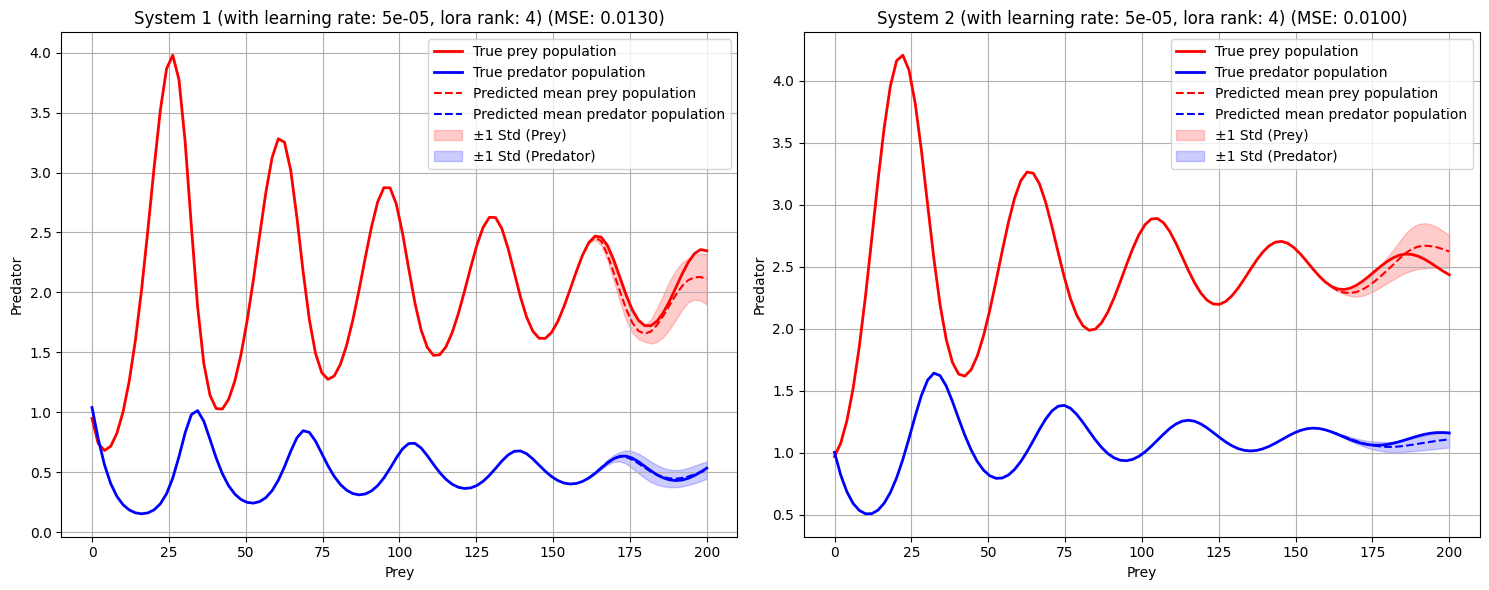 System 1 (with learning rate: 5e-05, lora rank: 4) (MSE: 0.0130)
True prey population
True predator population
Predicted mean prey population
Predicted mean predator population
±1 Std (Prey)
±1 Std (Predator)
4.0
3.5
3.0
2.5
2.0
1.5
1.0
0.5
0.0
Predator
0 25 50 75 100 125 150 175 200
Prey
System 2 (with learning rate: 5e-05, lora rank: 4) (MSE: 0.0100)
True prey population
True predator population
Predicted mean prey population
Predicted mean predator population
±1 Std (Prey)
±1 Std (Predator)
4.0
3.5
3.0
2.5
2.0
1.5
1.0
0.5
Predator
0 25 50 75 100 125 150 175 200
Prey